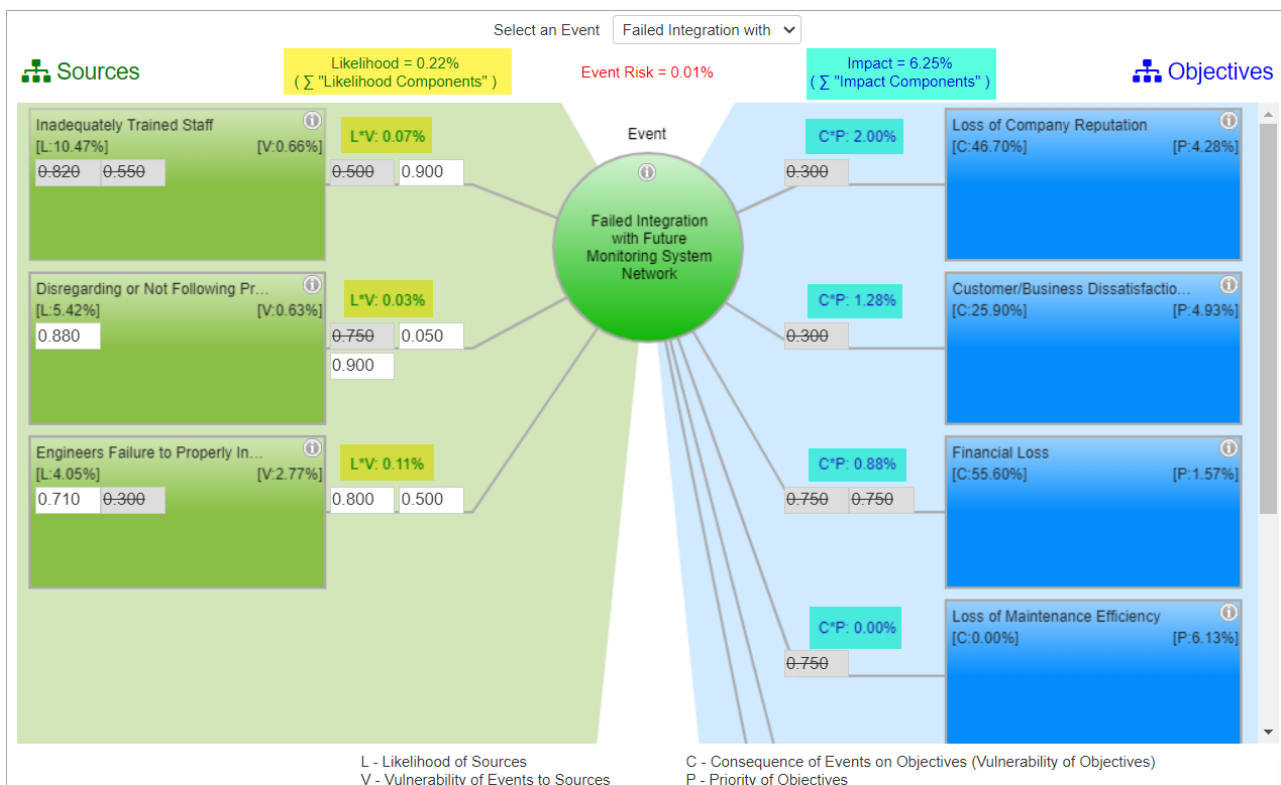 Select an Event Failed Integration with
Sources
Likelihood = 0.22%
( ∑ "Likelihood Components" )
Event Risk = 0.01%
Impact = 6.25%
( ∑ "Impact Components" )
Objectives
Inadequately Trained Staff
[L:10.47%] [V:0.66%]
0.820 0.550
L*V: 0.07%
0.500 0.900
Disregarding or Not Following Pr...
[L:5.42%] [V:0.63%]
0.880
L*V: 0.03%
0.750 0.050
0.900
Engineers Failure to Properly In...
[L:4.05%] [V:2.77%]
0.710 0.300
L*V: 0.11%
0.800 0.500
Event
Failed Integration
with Future
Monitoring System
Network
C*P: 2.00%
0.300
Loss of Company Reputation
[C:46.70%] [P:4.28%]
C*P: 1.28%
0.300
Customer/Business Dissatisfactio...
[C:25.90%] [P:4.93%]
C*P: 0.88%
0.750 0.750
Financial Loss
[C:55.60%] [P:1.57%]
C*P: 0.00%
0.750
Loss of Maintenance Efficiency
[C:0.00%] [P:6.13%]
L - Likelihood of Sources
V - Vulnerability of Events to Sources
C - Consequence of Events on Objectives (Vulnerability of Objectives)
P - Priority of Objectives